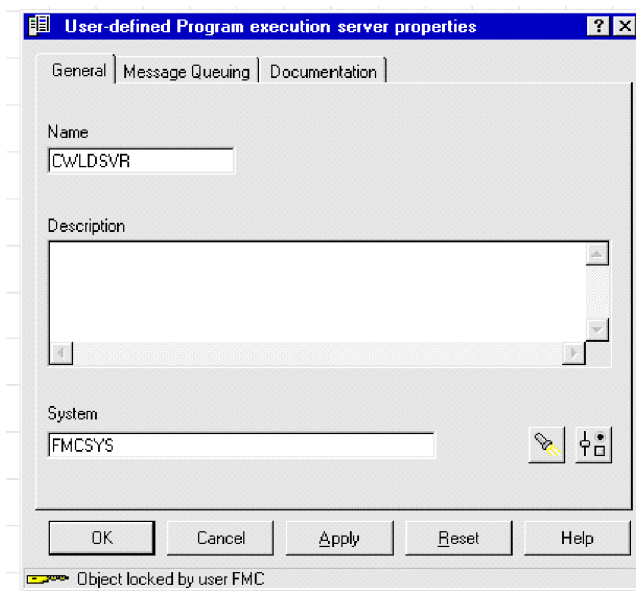 User-defined Program execution server properties
General Message Queuing Documentation
Name
CWLDSVR
Description
System
FMCSYS
OK Cancel Apply Reset Help
Object locked by user FMC